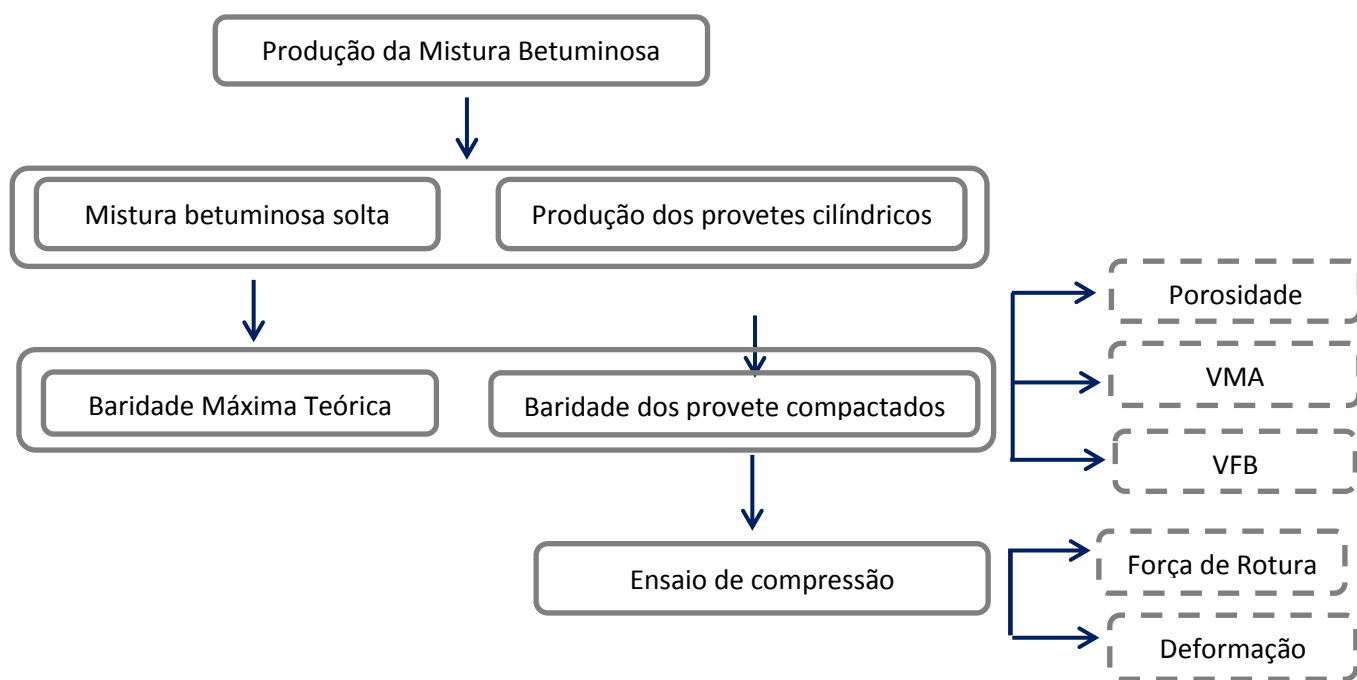 Produção da Mistura Betuminosa
Mistura betuminosa solta
Produção dos provetes cilíndricos
Porosidade
VMA
VFB
Baridade Máxima Teórica
Baridade dos provete compactados
Ensaio de compressão
Força de Rotura
Deformação